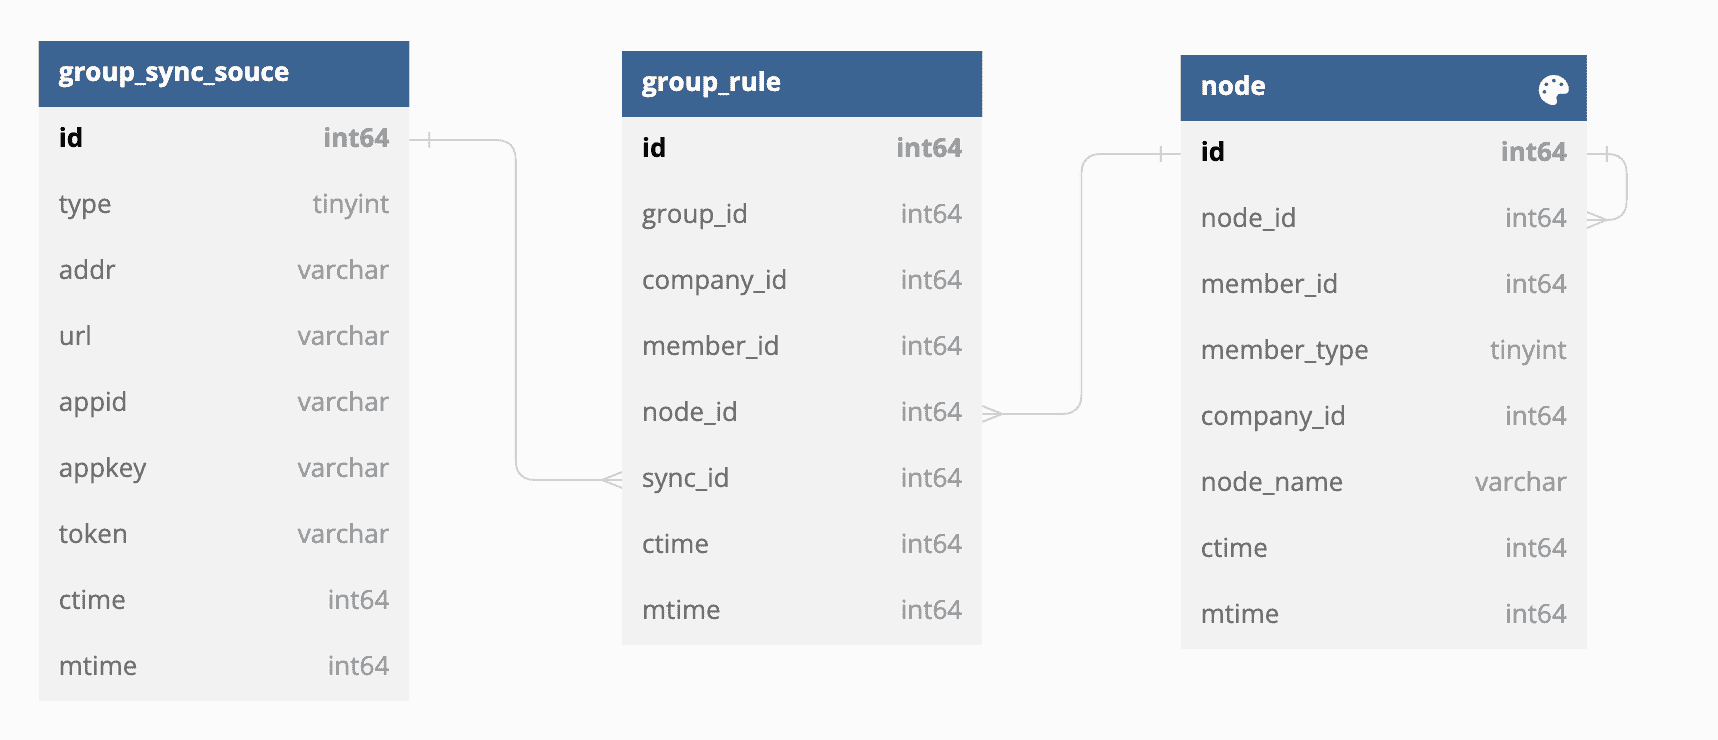 group_sync_souce
id int64
type tinyint
addr varchar
url varchar
appid varchar
appkey varchar
token varchar
ctime int64
mtime int64
group_rule
id int64
group_id int64
company_id int64
member_id int64
node_id int64
sync_id int64
ctime int64
mtime int64
node
id int64
node_id int64
member_id int64
member_type tinyint
company_id int64
node_name varchar
ctime int64
mtime int64